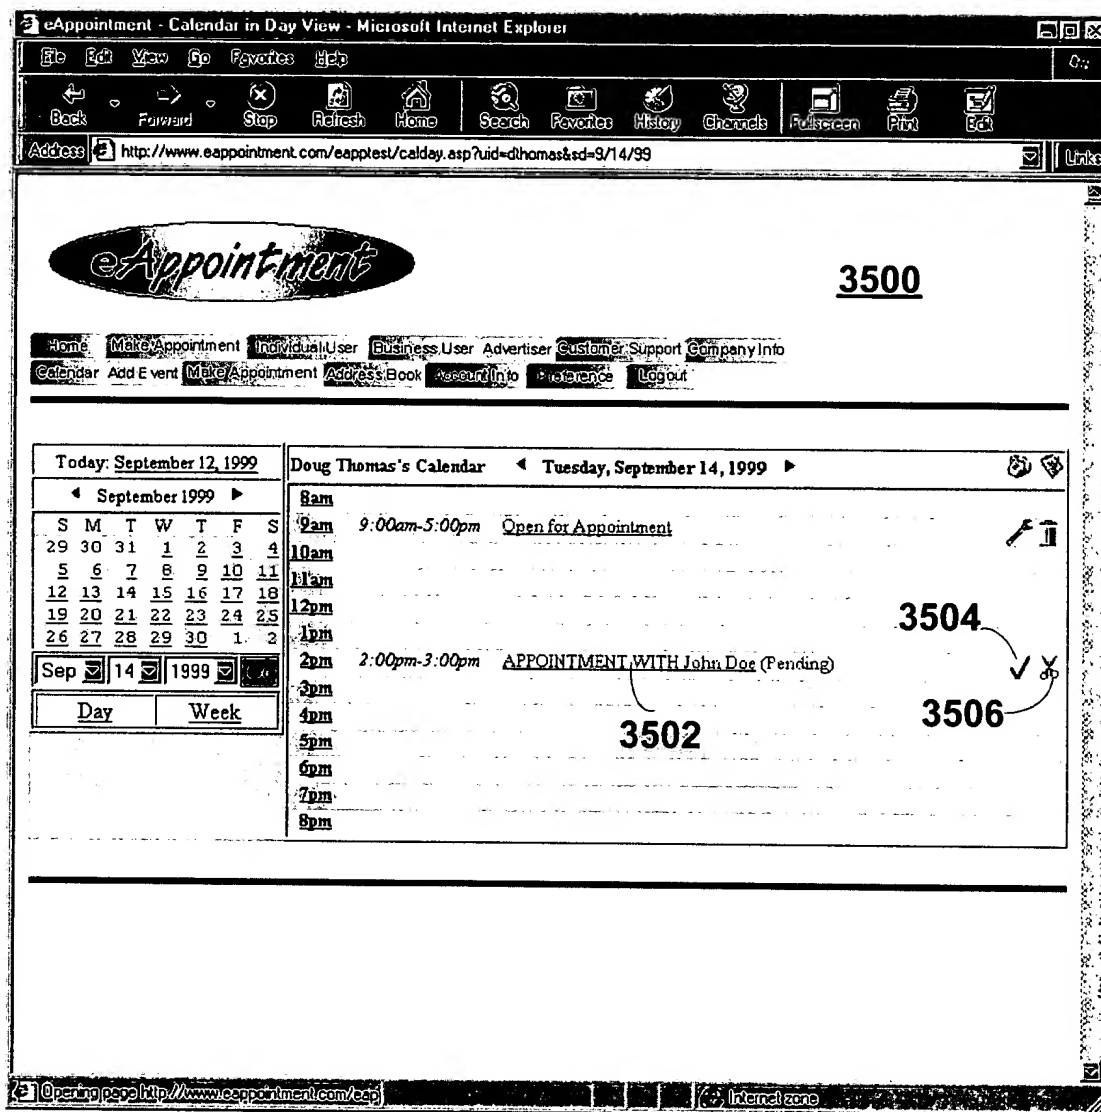 eAppointment - Calendar in Day View - Microsoft Internet Explorer
File Edit View Go Favorites Help
Back Forward Stop Refresh Home Search Favorites History Channels Fullscreen Print Edit
Address http://www.eappointment.com/eapptest/calday.asp?uid=dthomas&sd=9/14/99 Links
eAppointment
3500
Home Make Appointment Individual User Business User Advertiser Customer Support Company Info
Calendar Add Event Make Appointment Address Book Account Info Preference Logout
Today: September 12, 1999
Doug Thomas's Calendar Tuesday, September 14, 1999
September 1999
S M T W T F S
29 30 31 1 2 3 4
5 6 7 8 9 10 11
12 13 14 15 16 17 18
19 20 21 22 23 24 25
26 27 28 29 30 1 2
Sep 14 1999 Go
Day Week
8am
9am 9:00am-5:00pm Open for Appointment
10am
11am
12pm
3504
1pm
2pm 2:00pm-3:00pm APPOINTMENT WITH John Doe (Pending)
3pm
4pm
3502
3506
5pm
6pm
7pm
8pm
Opening page http://www.eappointment.com/eap Internet zone